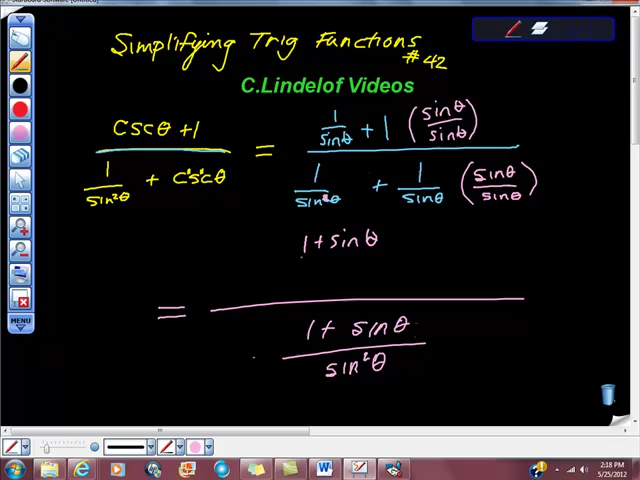 Simplifying Trig Functions
#42
C.Lindelof Videos
cscθ + 1 / (1/sin²θ + cscθ) = (1/sinθ + 1 (sinθ/sinθ)) / (1/sin²θ + 1/sinθ (sinθ/sinθ))
= (1 + sinθ) / ((1 + sinθ)/sin²θ)
MENU
2:18 PM
5/25/2012